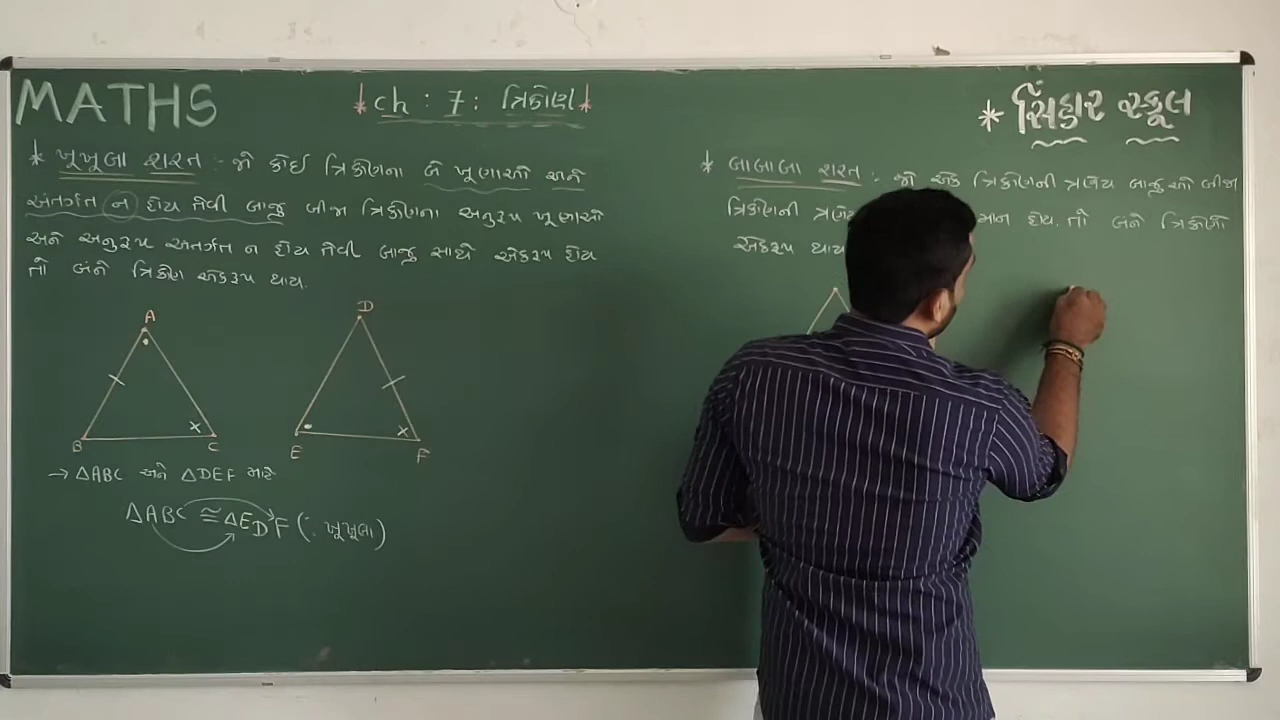 MATHS
ch : 7 : ત્રિકોણ
* સિંહાર સ્કૂલ
* ખૂખૂબા શરત :- જો કોઈ ત્રિકોણના બે ખૂણાઓ અને
અંતર્ગત ન હોય તેવી બાજુ બીજા ત્રિકોણના અનુરૂપ ખૂણાઓ
અને અનુરૂપ અંતર્ગત ન હોય તેવી બાજુ સાથે એકરૂપ હોય
તો બંને ત્રિકોણ એકરૂપ થાય.
A
B
C
D
E
F
→ ΔABC અને ΔDEF માટે
ΔABC ≅ ΔEDF (∵ ખૂખૂબા)
* બાબાબા શરત :- જો એક ત્રિકોણની ત્રણેય બાજુઓ બીજા
ત્રિકોણની હોય. તો બંને ત્રિકોણો
એકરૂપ થાય